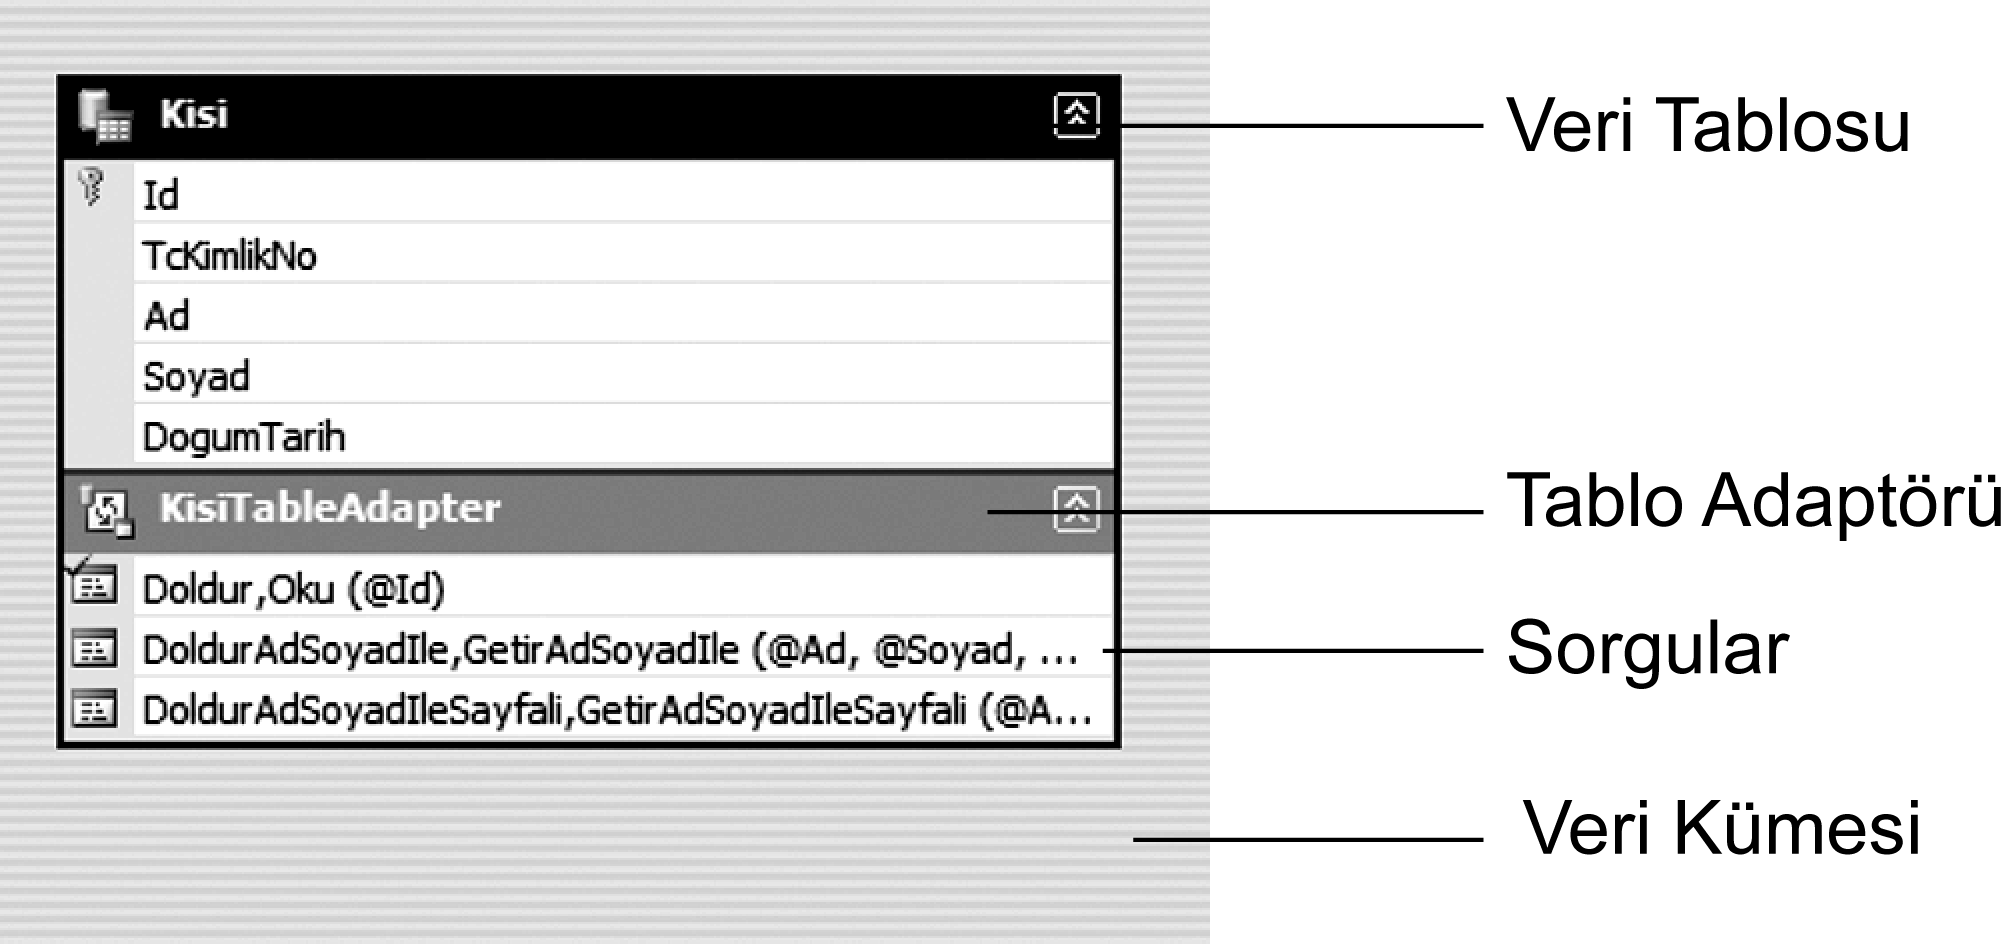 Kisi
Veri Tablosu
Id
TcKimlikNo
Ad
Soyad
DogumTarih
KisiTableAdapter
Tablo Adaptörü
Doldur,Oku (@Id)
DoldurAdSoyadIle,GetirAdSoyadIle (@Ad, @Soyad, ...
Sorgular
DoldurAdSoyadIleSayfali,GetirAdSoyadIleSayfali (@A...
Veri Kümesi